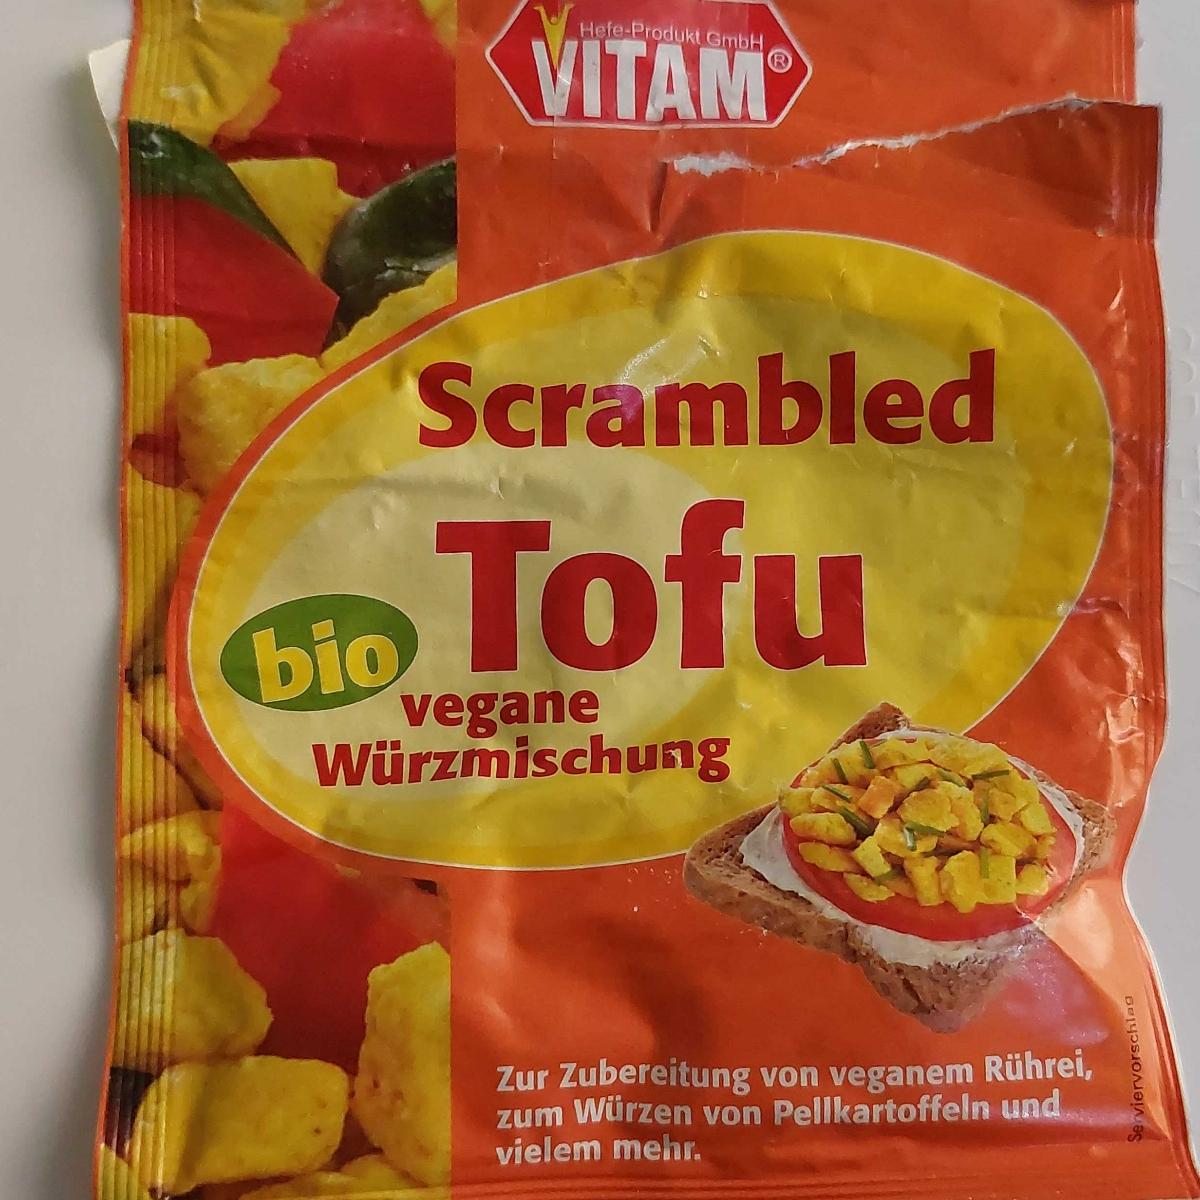 Hefe-Produkt GmbH
VITAM®
Scrambled
Tofu
bio
vegane
Würzmischung
Zur Zubereitung von veganem Rührei,
zum Würzen von Pellkartoffeln und
vielem mehr.
Serviervorschlag